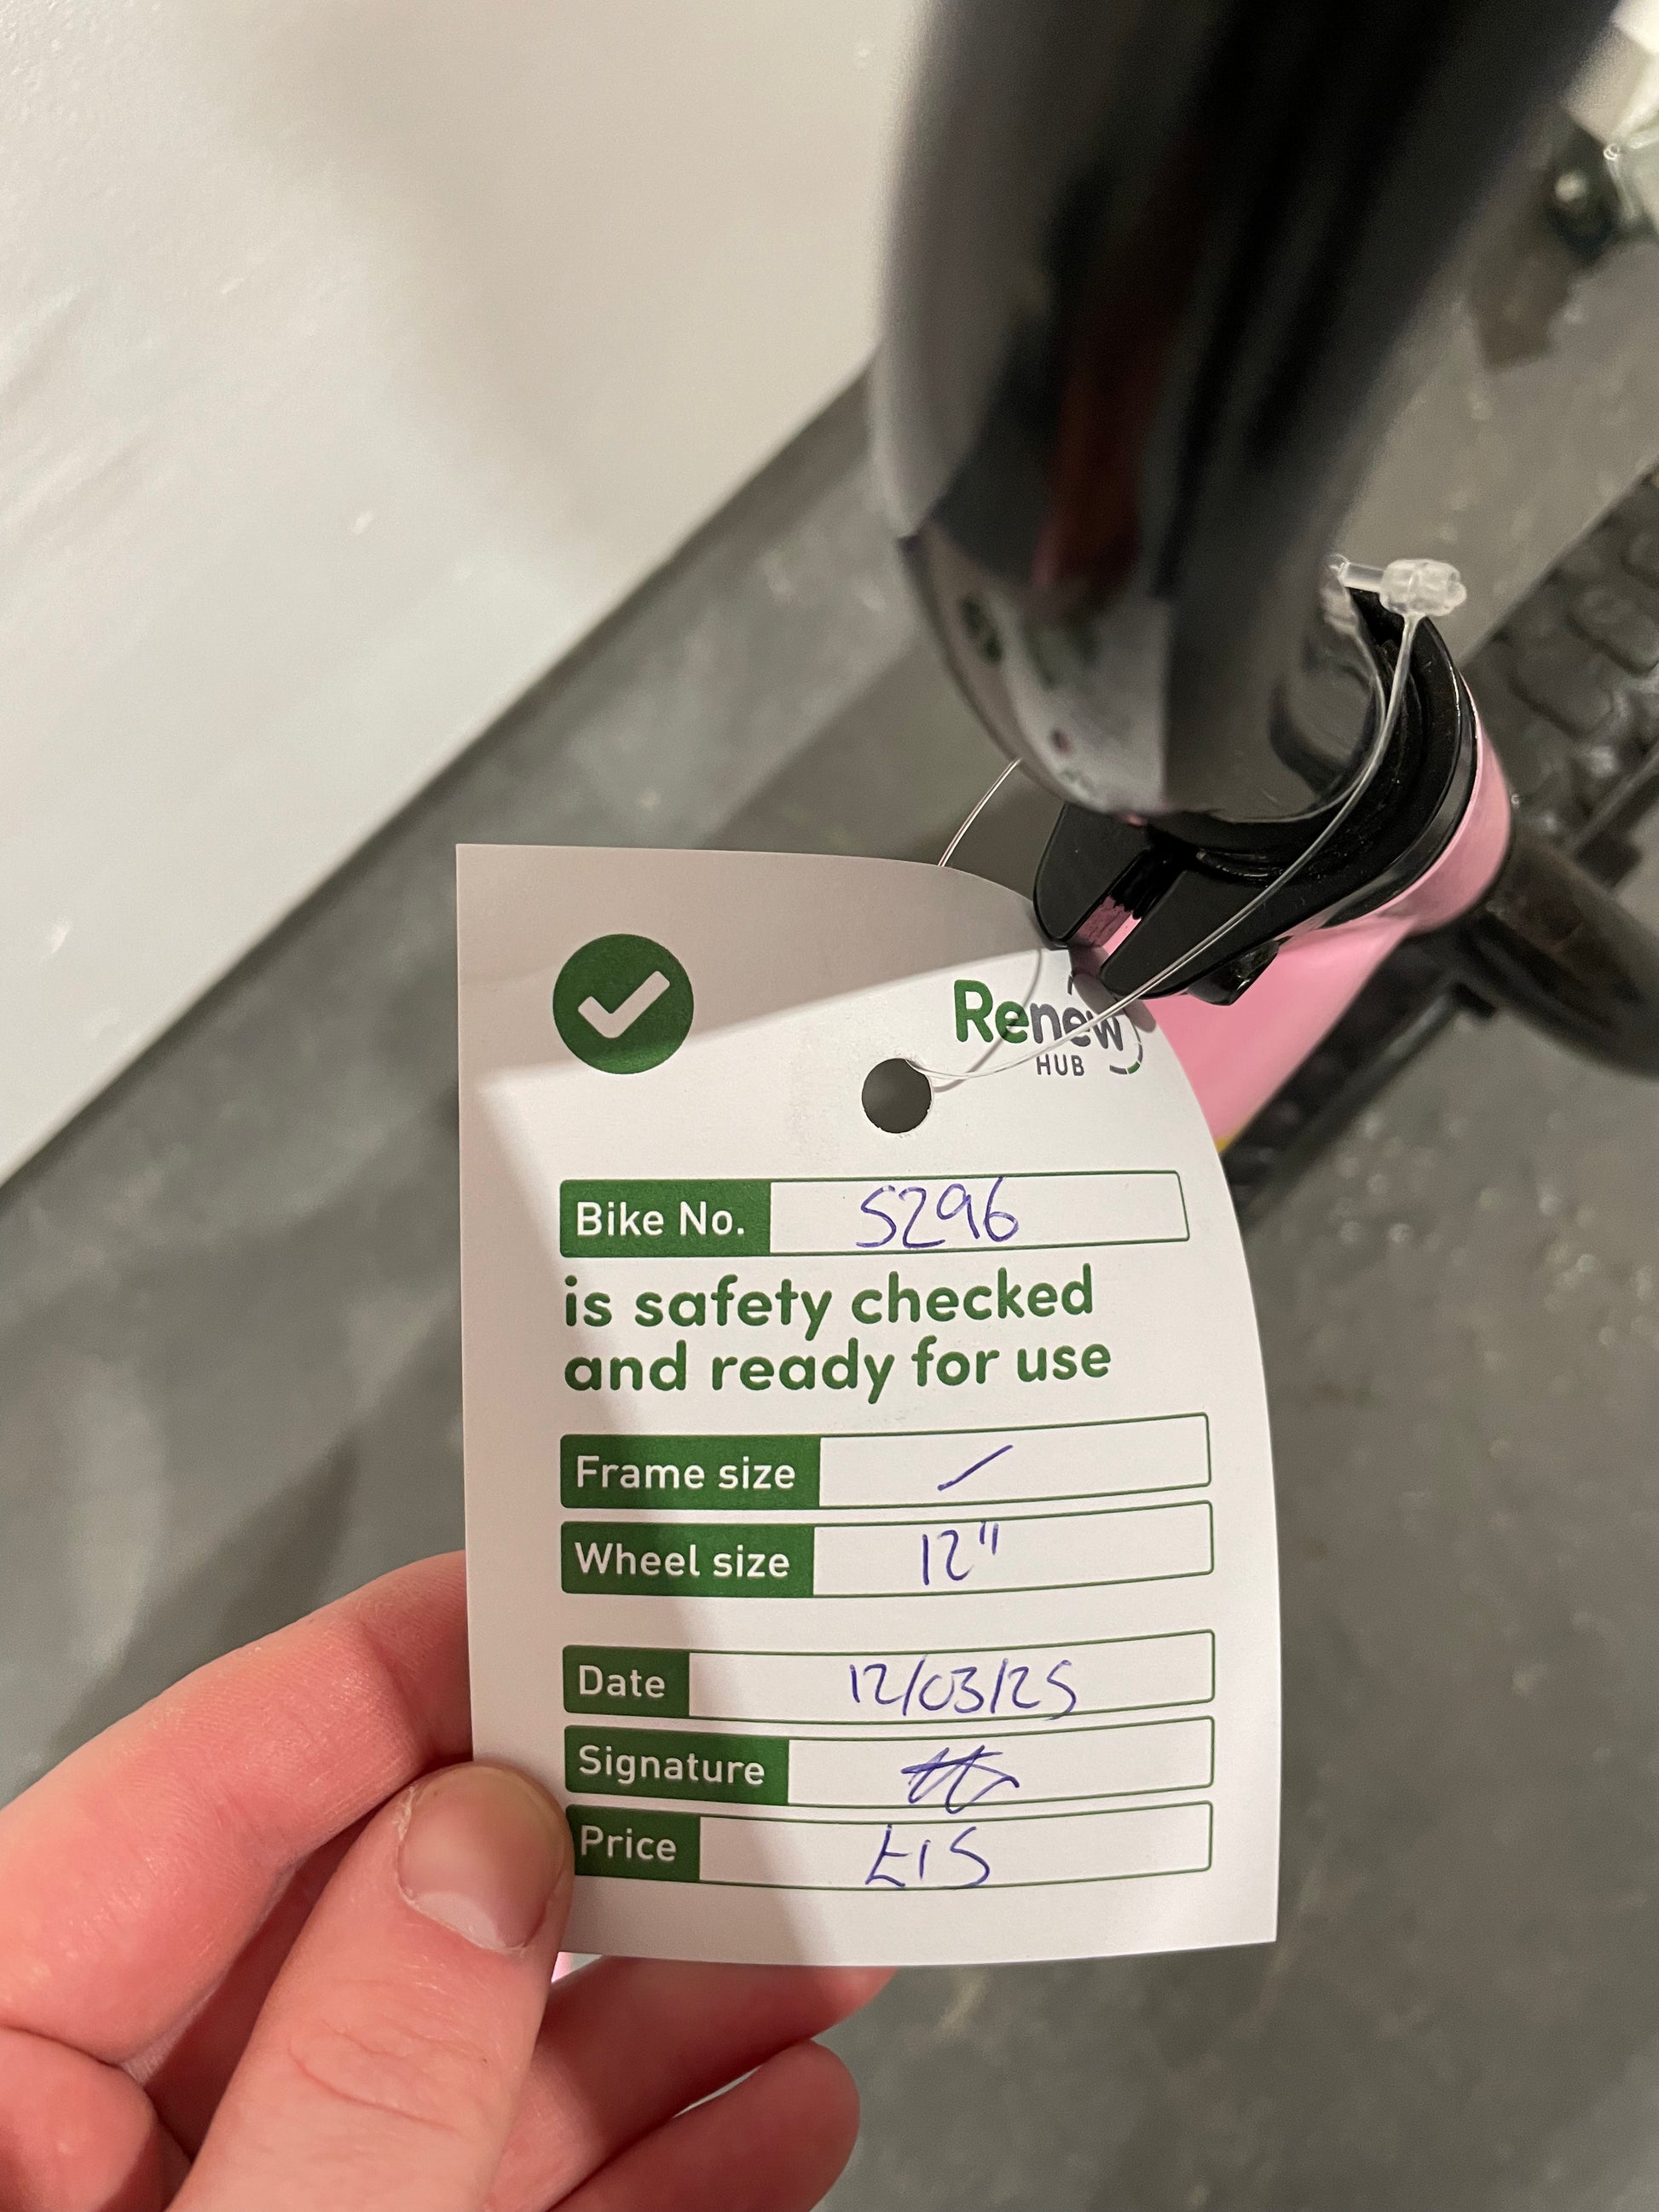 Renew
HUB
Bike No. 5296
is safety checked
and ready for use
Frame size /
Wheel size 12"
Date 12/03/25
Signature
Price £15